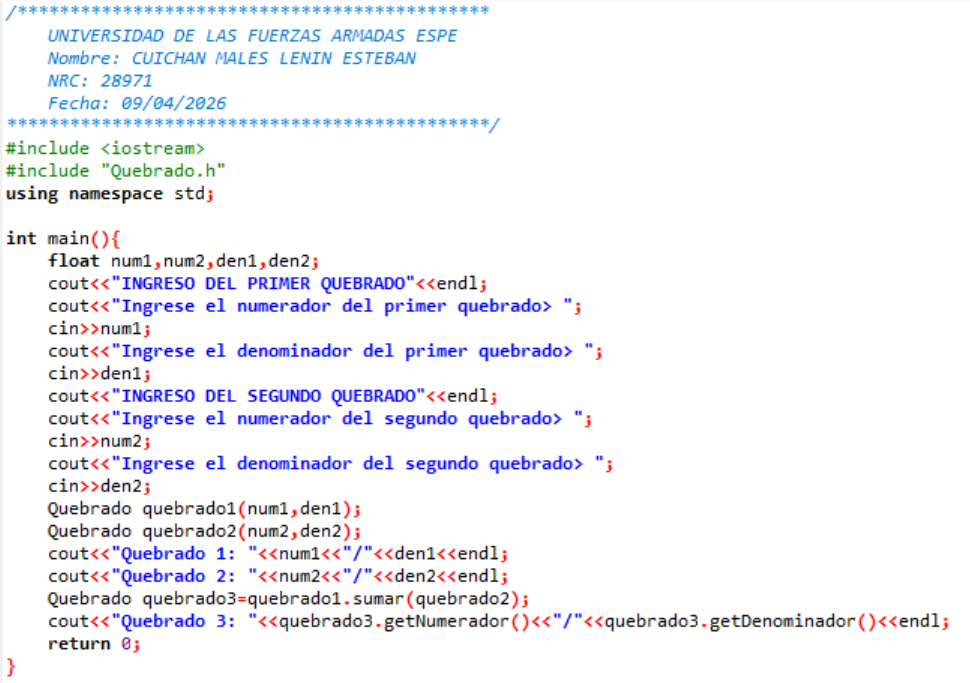 /*********************************************
UNIVERSIDAD DE LAS FUERZAS ARMADAS ESPE
Nombre: CUICHAN MALES LENIN ESTEBAN
NRC: 28971
Fecha: 09/04/2026
**********************************************/
#include <iostream>
#include "Quebrado.h"
using namespace std;

int main(){
    float num1,num2,den1,den2;
    cout<<"INGRESO DEL PRIMER QUEBRADO"<<endl;
    cout<<"Ingrese el numerador del primer quebrado> ";
    cin>>num1;
    cout<<"Ingrese el denominador del primer quebrado> ";
    cin>>den1;
    cout<<"INGRESO DEL SEGUNDO QUEBRADO"<<endl;
    cout<<"Ingrese el numerador del segundo quebrado> ";
    cin>>num2;
    cout<<"Ingrese el denominador del segundo quebrado> ";
    cin>>den2;
    Quebrado quebrado1(num1,den1);
    Quebrado quebrado2(num2,den2);
    cout<<"Quebrado 1: "<<num1<<"/"<<den1<<endl;
    cout<<"Quebrado 2: "<<num2<<"/"<<den2<<endl;
    Quebrado quebrado3=quebrado1.sumar(quebrado2);
    cout<<"Quebrado 3: "<<quebrado3.getNumerador()<<"/"<<quebrado3.getDenominador()<<endl;
    return 0;
}